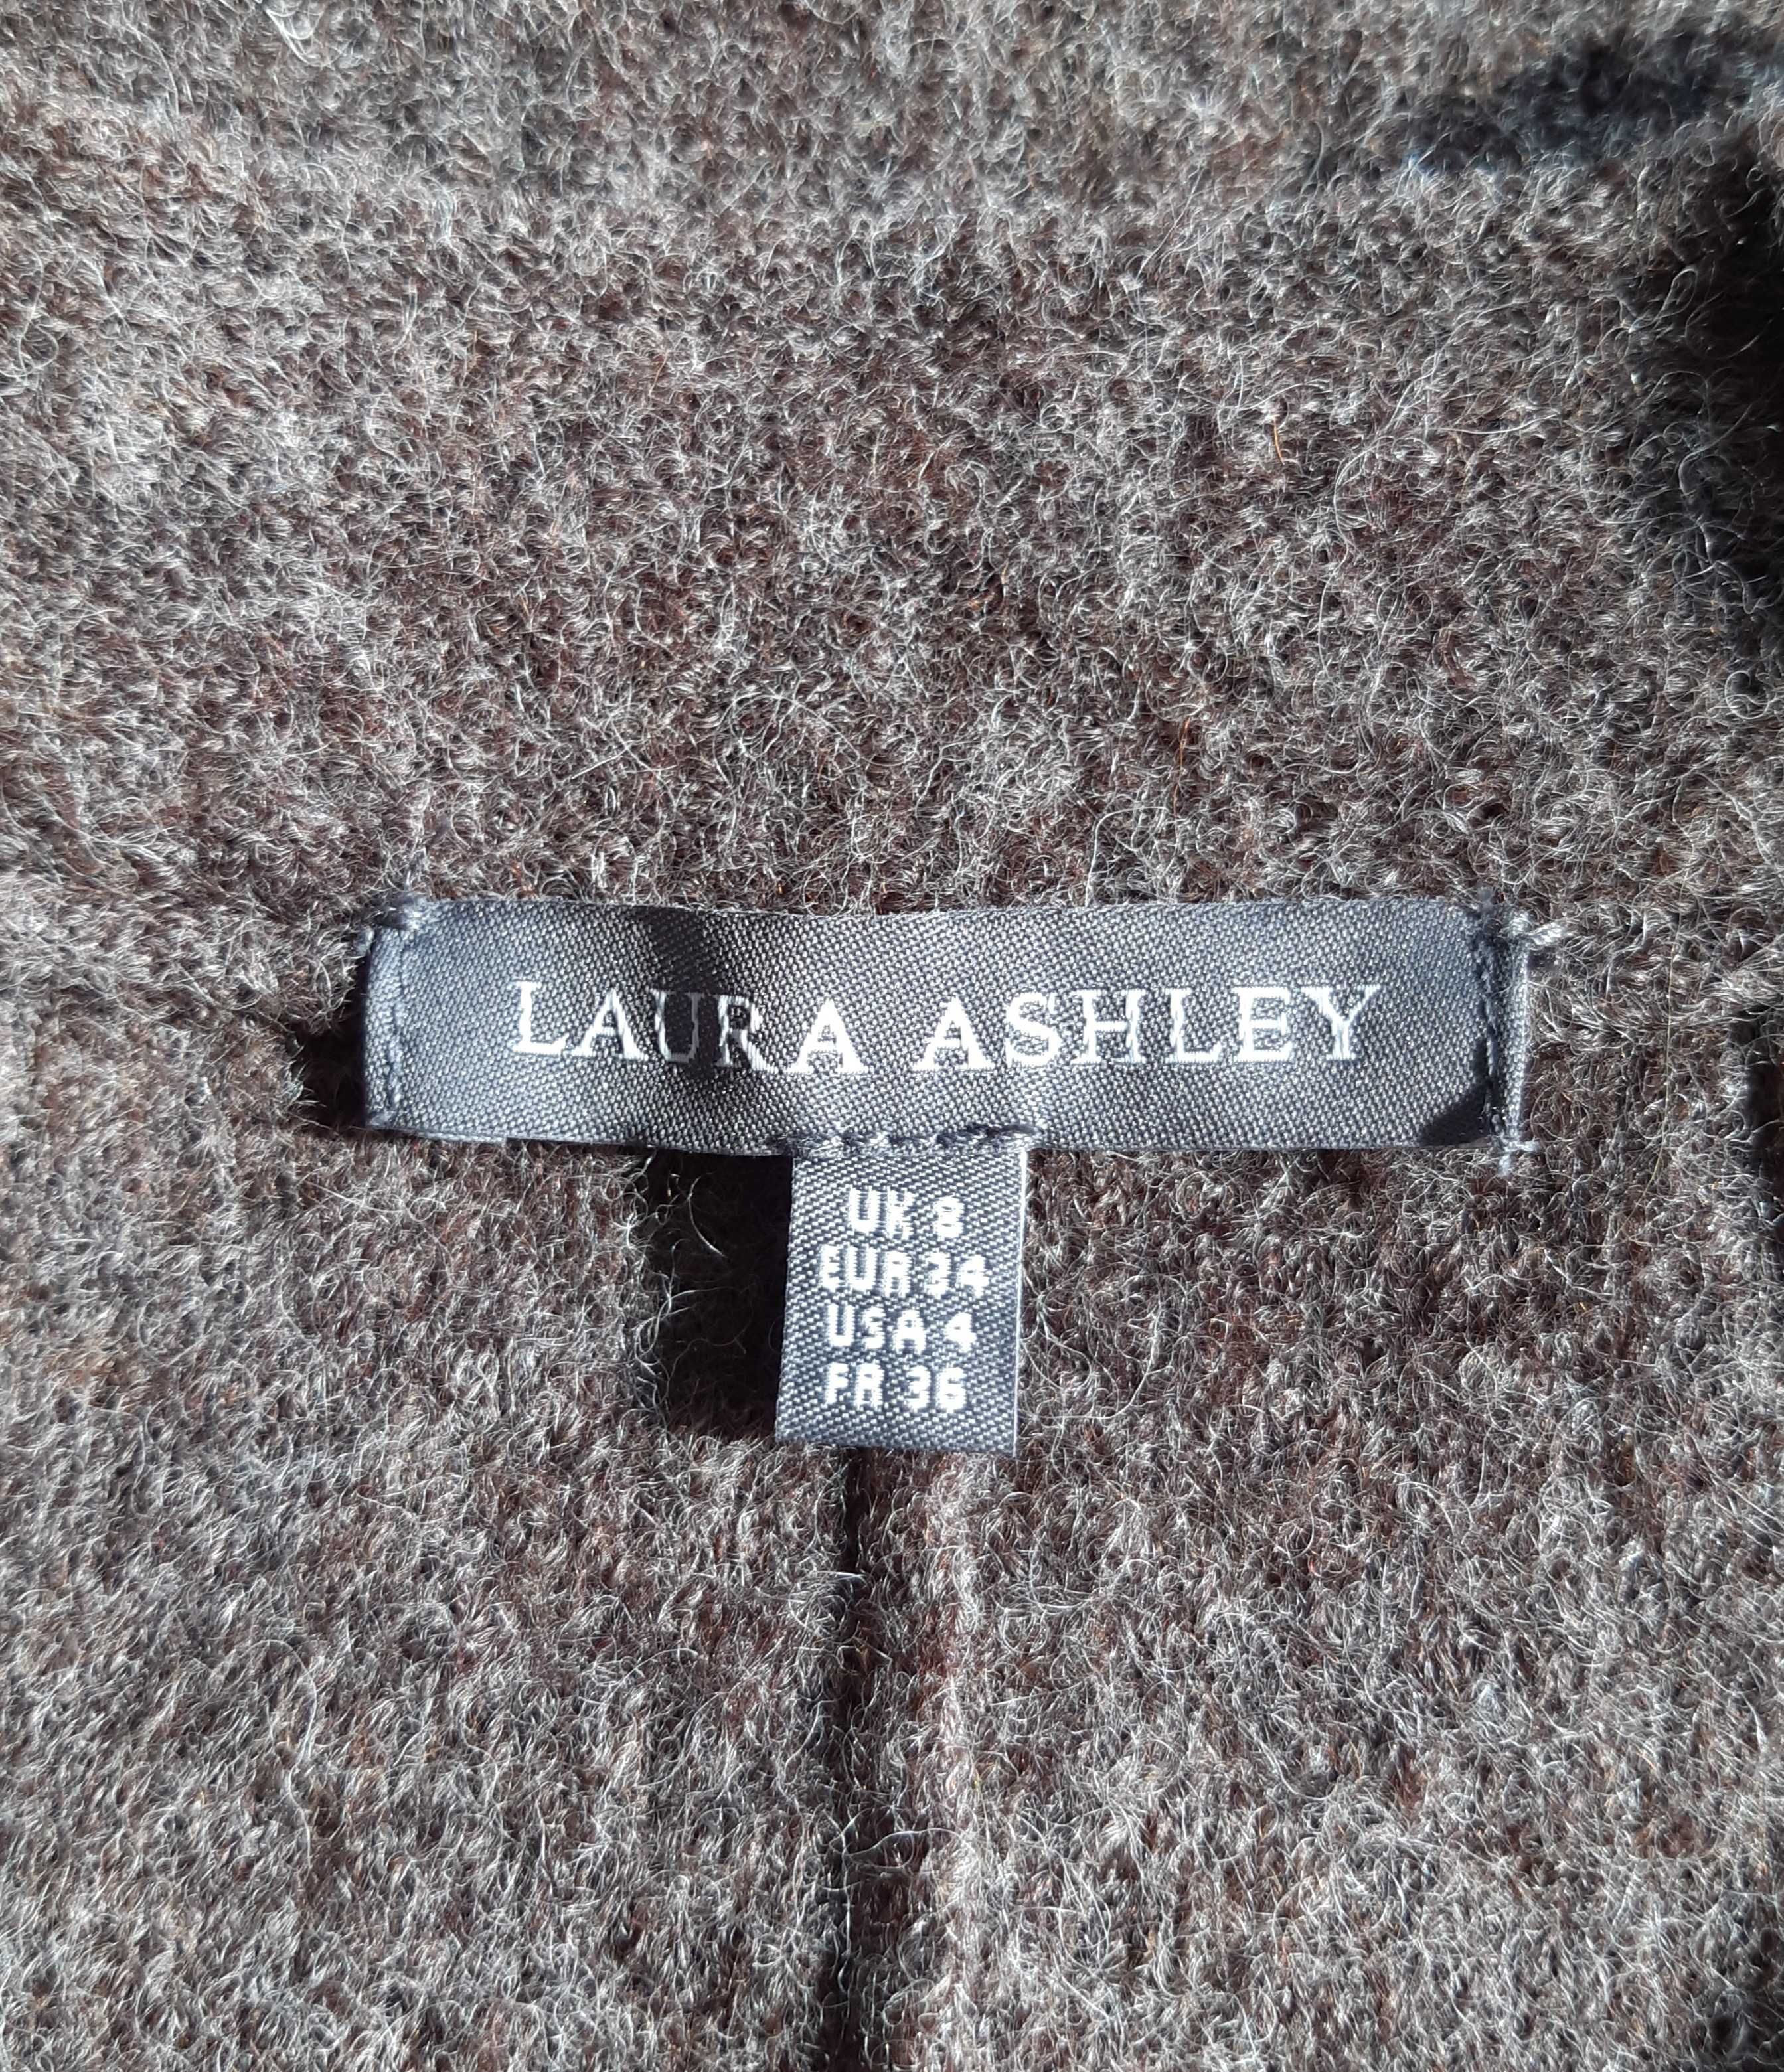 LAURA ASHLEY
UK 8
EUR 34
USA 4
FR 36